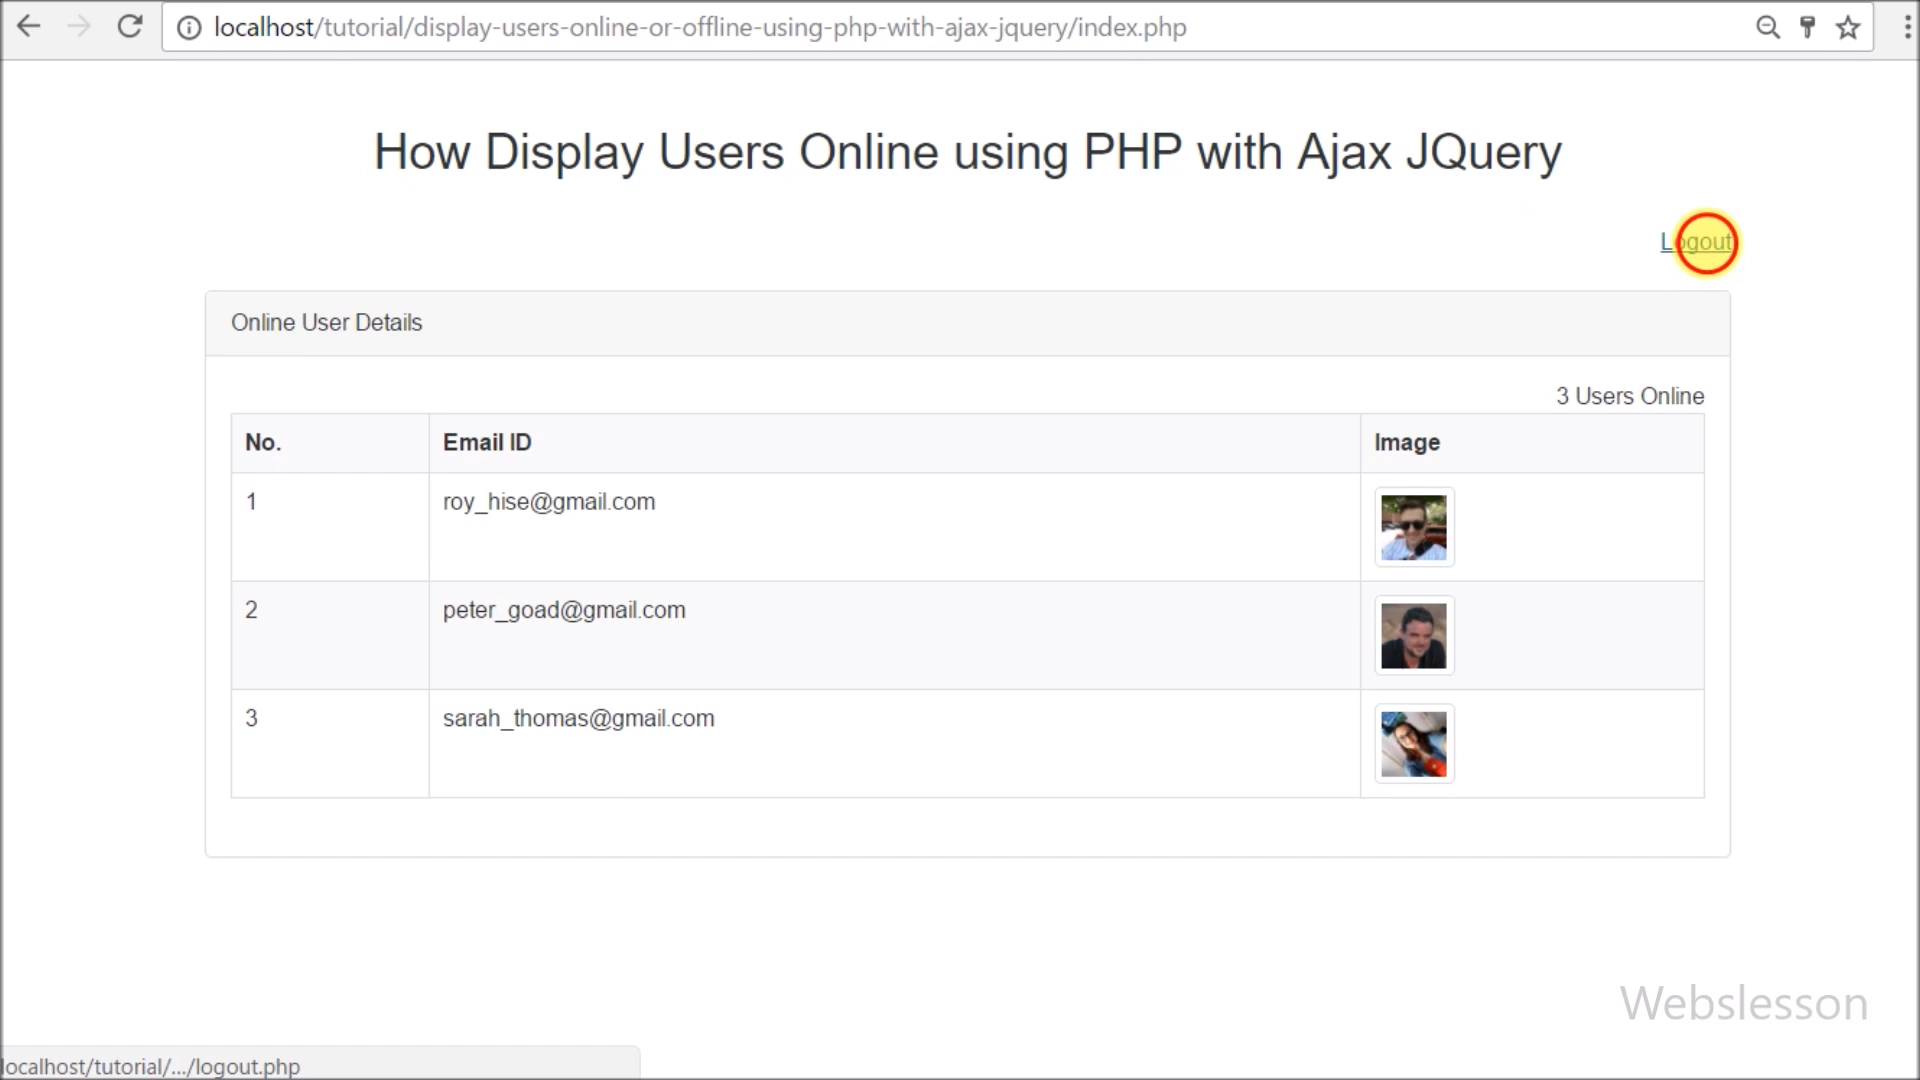 localhost/tutorial/display-users-online-or-offline-using-php-with-ajax-jquery/index.php
How Display Users Online using PHP with Ajax JQuery
Logout
Online User Details
3 Users Online
No. Email ID Image
1 roy_hise@gmail.com
2 peter_goad@gmail.com
3 sarah_thomas@gmail.com
Webslesson
localhost/tutorial/.../logout.php